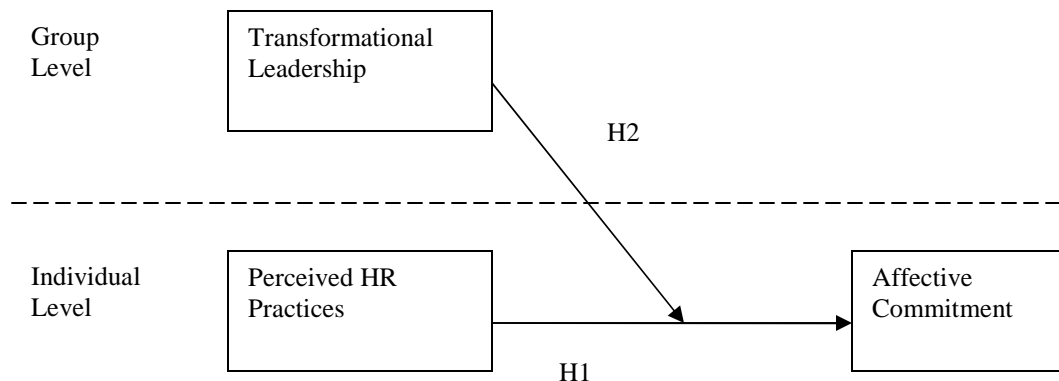 Group
Level
Transformational
Leadership
H2
Individual
Level
Perceived HR
Practices
Affective
Commitment
H1